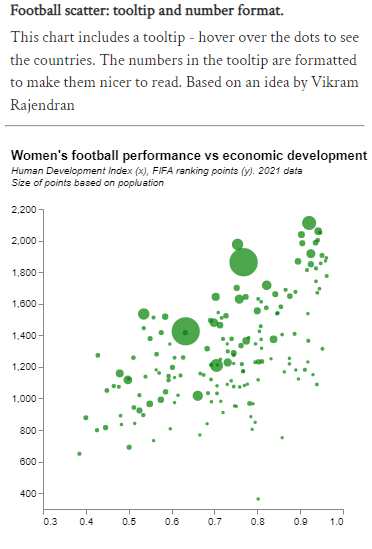 Football scatter: tooltip and number format.
This chart includes a tooltip - hover over the dots to see
the countries. The numbers in the tooltip are formatted
to make them nicer to read. Based on an idea by Vikram
Rajendran
Women's football performance vs economic development
Human Development Index (x), FIFA ranking points (y). 2021 data
Size of points based on popluation
2,200
2,000
1,800
1,600
1,400
1,200
1,000
800
600
400
0.3 0.4 0.5 0.6 0.7 0.8 0.9 1.0